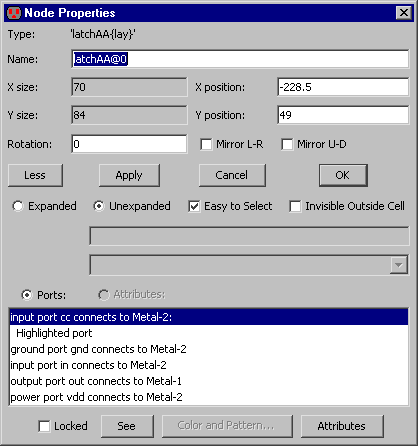 Node Properties
Type: 'latchAA{lay}'
Name: latchAA@0
X size: 70 X position: -228.5
Y size: 84 Y position: 49
Rotation: 0 Mirror L-R Mirror U-D
Less Apply Cancel OK
Expanded Unexpanded Easy to Select Invisible Outside Cell
Ports: Attributes:
input port cc connects to Metal-2:
Highlighted port
ground port gnd connects to Metal-2
input port in connects to Metal-2
output port out connects to Metal-1
power port vdd connects to Metal-2
Locked See Color and Pattern... Attributes